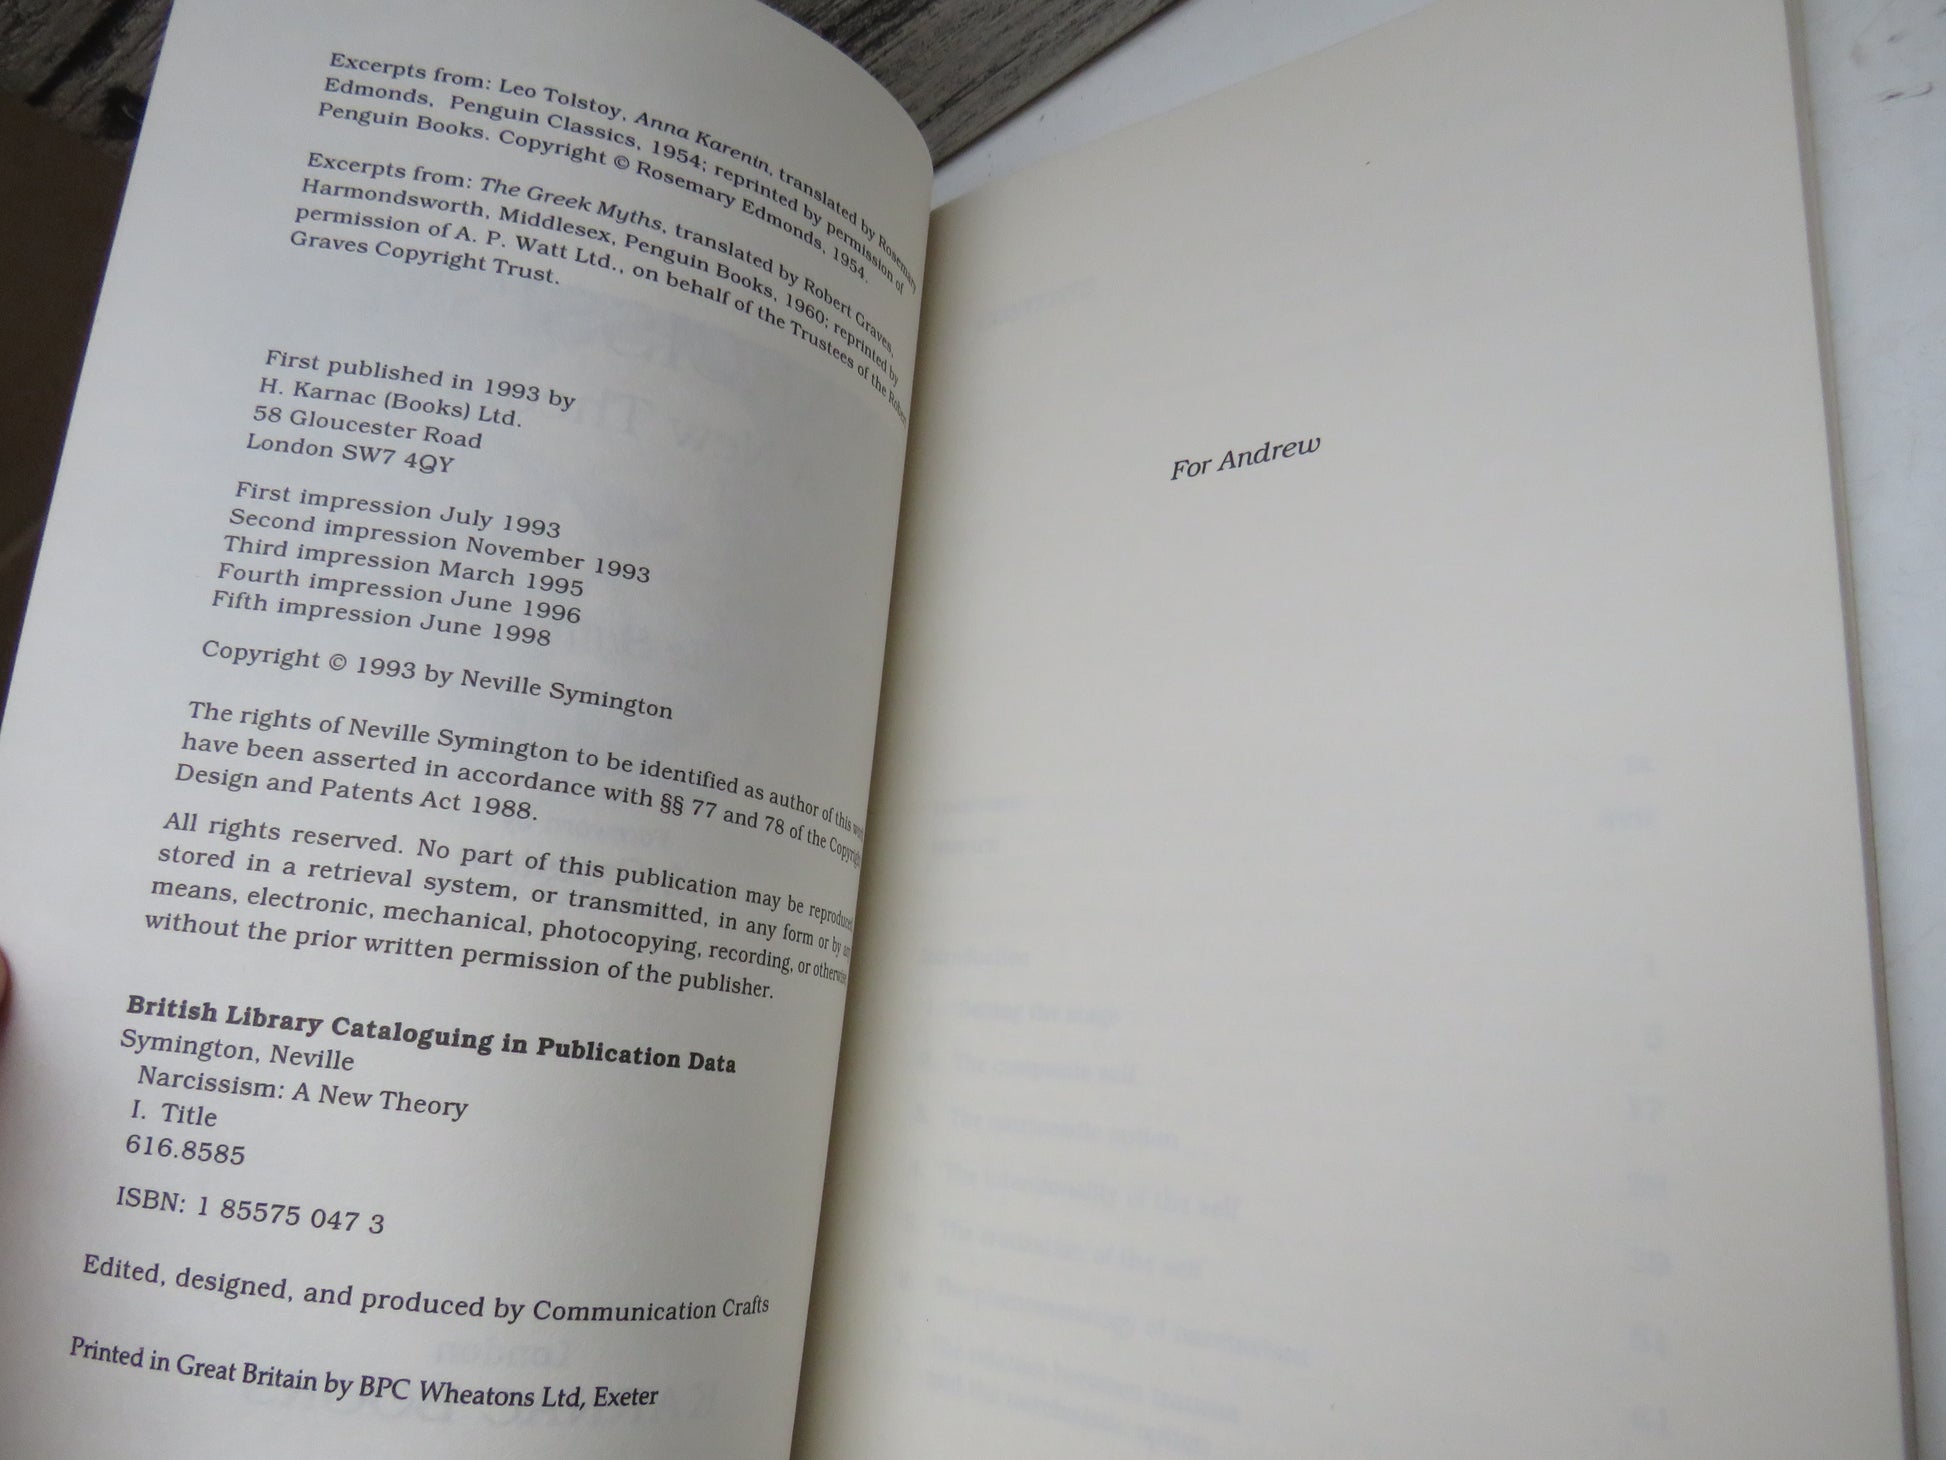 Excerpts from: Leo Tolstoy, Anna Karenin, translated by Rosemary
Edmonds, Penguin Classics, 1954; reprinted by permission of
Penguin Books. Copyright © Rosemary Edmonds, 1954.
Excerpts from: The Greek Myths, translated by Robert Graves,
Harmondsworth, Middlesex, Penguin Books, 1960; reprinted by
permission of A. P. Watt Ltd., on behalf of the Trustees of the Robert
Graves Copyright Trust.
First published in 1993 by
H. Karnac (Books) Ltd.
58 Gloucester Road
London SW7 4QY
First impression July 1993
Second impression November 1993
Third impression March 1995
Fourth impression June 1996
Fifth impression June 1998
Copyright © 1993 by Neville Symington
The rights of Neville Symington to be identified as author of this
have been asserted in accordance with §§ 77 and 78 of the Copyright
Design and Patents Act 1988.
All rights reserved. No part of this publication may be reproduced
stored in a retrieval system, or transmitted, in any form or by
means, electronic, mechanical, photocopying, recording, or otherwise
without the prior written permission of the publisher.
British Library Cataloguing in Publication Data
Symington, Neville
Narcissism: A New Theory
I. Title
616.8585
ISBN: 1 85575 047 3
Edited, designed, and produced by Communication Crafts
Printed in Great Britain by BPC Wheatons Ltd, Exeter
For Andrew